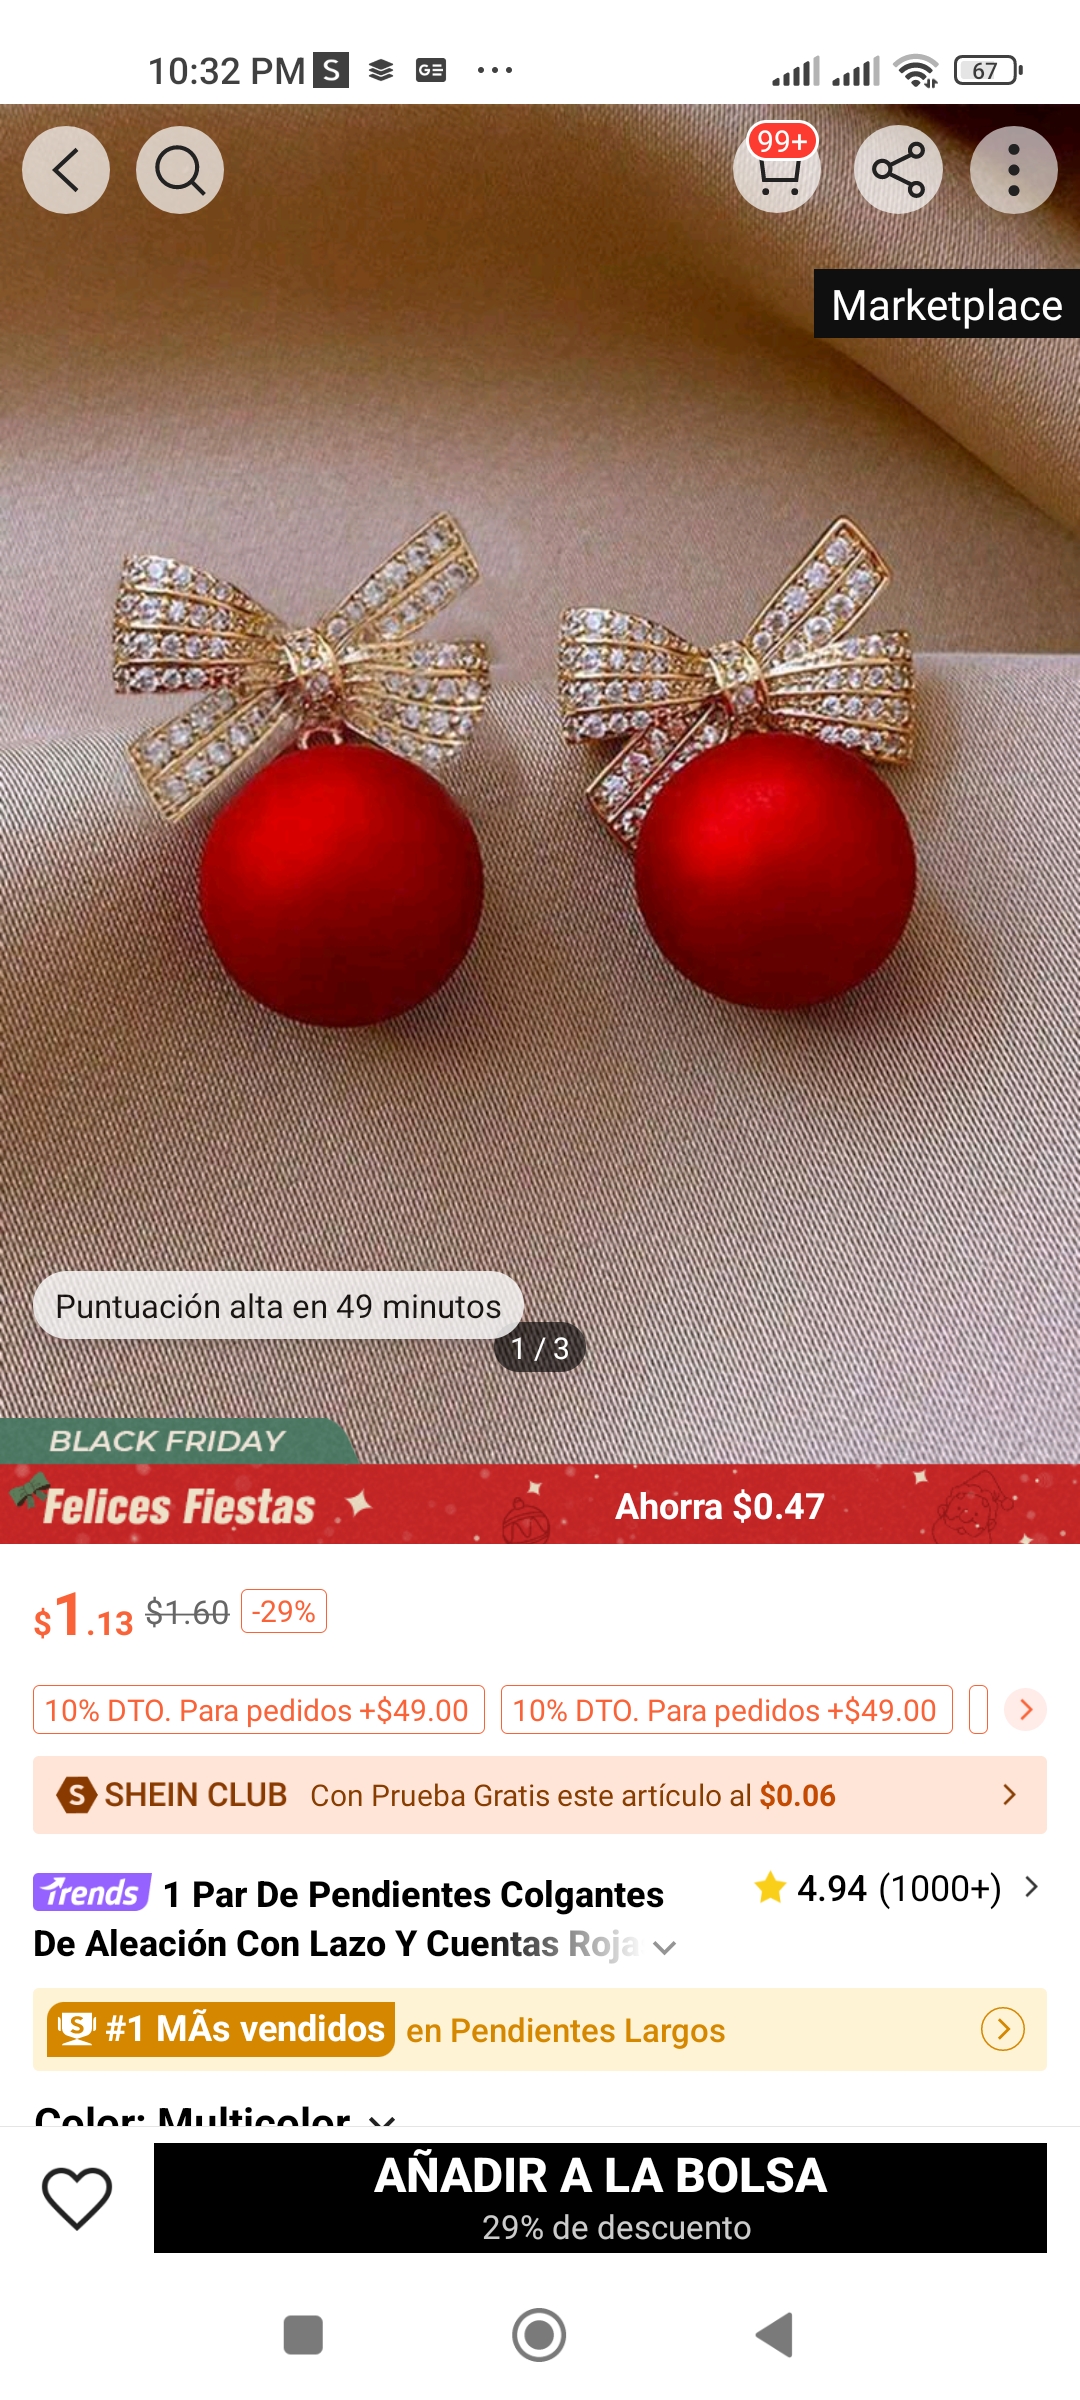 10:32 PM S GE ...
67
99+
Marketplace
Puntuación alta en 49 minutos
1 / 3
BLACK FRIDAY
Felices Fiestas
Ahorra $0.47
$1.13 $1.60 -29%
10% DTO. Para pedidos +$49.00 10% DTO. Para pedidos +$49.00
S SHEIN CLUB Con Prueba Gratis este artículo al $0.06
Trends 1 Par De Pendientes Colgantes
De Aleación Con Lazo Y Cuentas Roja
4.94 (1000+)
S #1 MÃs vendidos en Pendientes Largos
Color: Multicolor
AÑADIR A LA BOLSA
29% de descuento